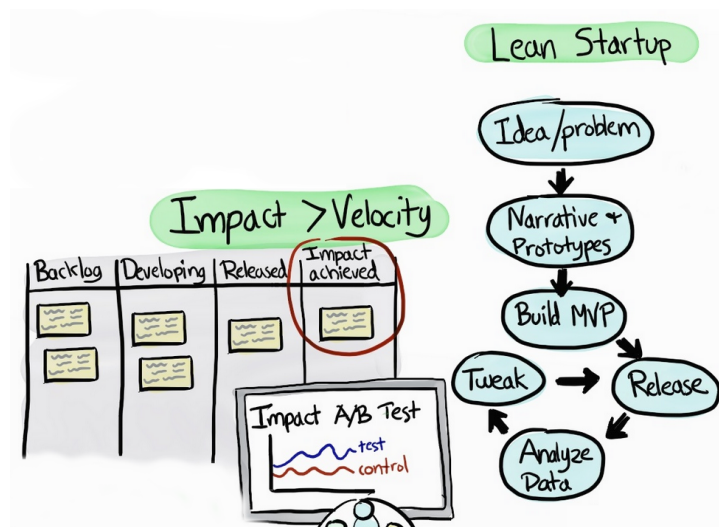 Lean Startup
Idea/problem
Narrative +
Prototypes
Build MVP
Release
Analyze
Data
Tweak
Impact > Velocity
Backlog
Developing
Released
Impact
achieved
Impact A/B Test
test
control